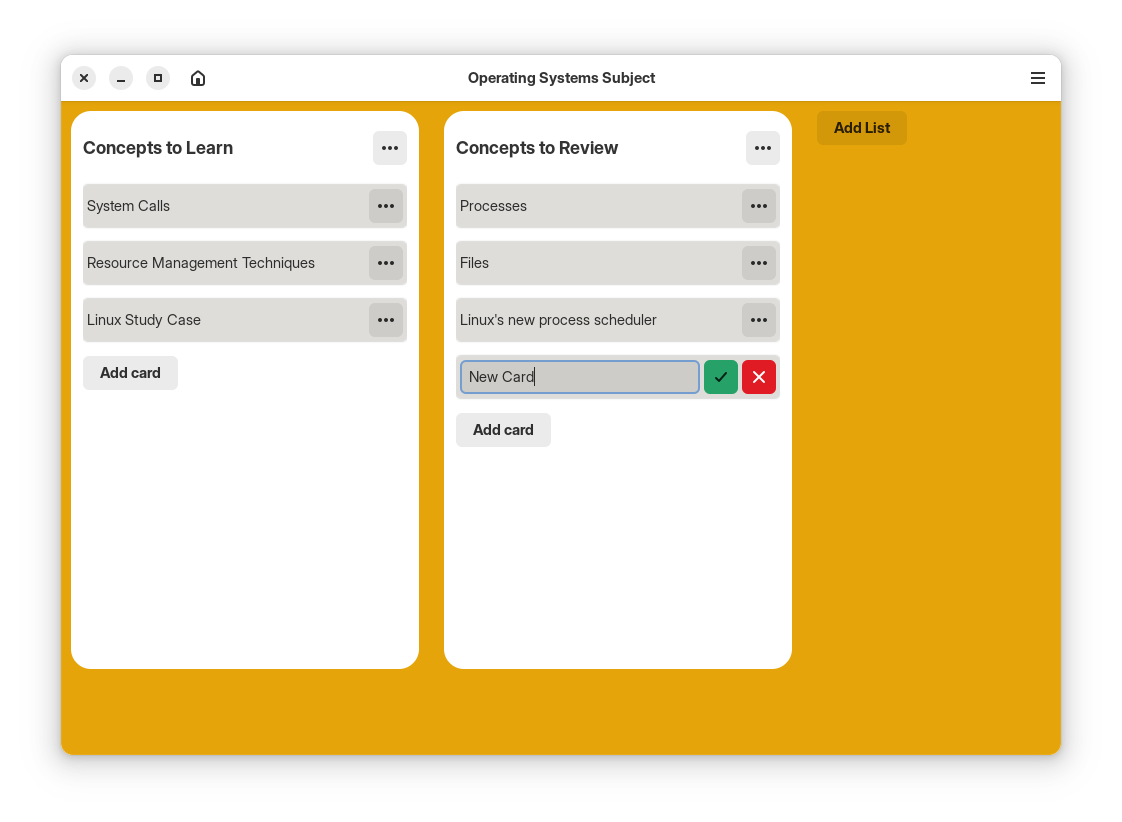 Operating Systems Subject
Concepts to Learn
System Calls
Resource Management Techniques
Linux Study Case
Add card
Concepts to Review
Processes
Files
Linux's new process scheduler
New Card
Add card
Add List